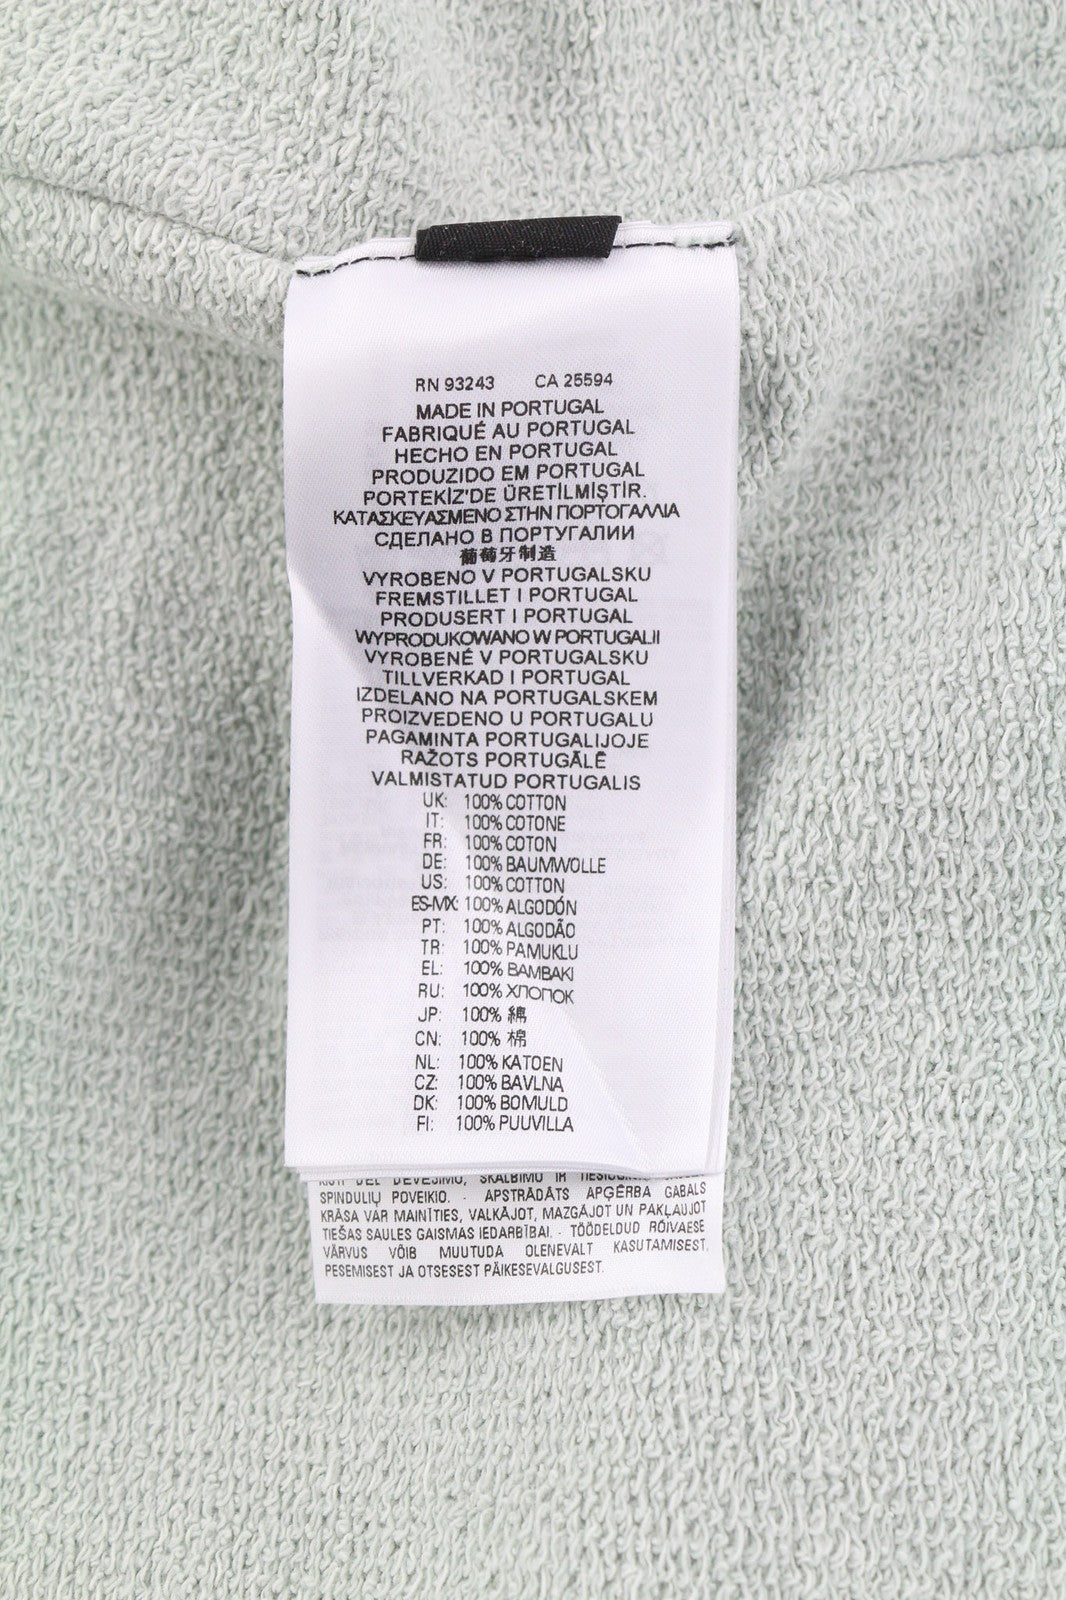 RN 93243 CA 25594
MADE IN PORTUGAL
FABRIQUÉ AU PORTUGAL
HECHO EN PORTUGAL
PRODUZIDO EM PORTUGAL
PORTEKİZ'DE ÜRETİLMİŞTİR.
ΚΑΤΑΣΚΕΥΑΣΜΕΝΟ ΣΤΗΝ ΠΟΡΤΟΓΑΛΛΙΑ
СДЕЛАНО В ПОРТУГАЛИИ
葡萄牙制造
VYROBENO V PORTUGALSKU
FREMSTILLET I PORTUGAL
PRODUSERT I PORTUGAL
WYPRODUKOWANO W PORTUGALII
VYROBENÉ V PORTUGALSKU
TILLVERKAD I PORTUGAL
IZDELANO NA PORTUGALSKEM
PROIZVEDENO U PORTUGALU
PAGAMINTA PORTUGALIJOJE
RAŽOTS PORTUGĀLĒ
VALMISTATUD PORTUGALIS
UK: 100% COTTON
IT: 100% COTONE
FR: 100% COTON
DE: 100% BAUMWOLLE
US: 100% COTTON
ES-MX: 100% ALGODÓN
PT: 100% ALGODÃO
TR: 100% PAMUKLU
EL: 100% ΒΑΜΒΑΚΙ
RU: 100% ХЛОПОК
JP: 100% 綿
CN: 100% 棉
NL: 100% KATOEN
CZ: 100% BAVLNA
DK: 100% BOMULD
FI: 100% PUUVILLA
DĖL DĖVĖJIMO, SKALBIMO IR
SPINDULIŲ POVEIKIO. - APSTRĀDĀTS APĢĒRBA GABALS
KRĀSA VAR MAINĪTIES, VALKĀJOT, MAZGĀJOT UN PAKĻAUJOT
TIEŠAS SAULES GAISMAS IEDARBĪBAI. - TÖÖDELDUD RÕIVAESE
VÄRVUS VÕIB MUUTUDA OLENEVALT KASUTAMISEST,
PESEMISEST JA OTSESEST PÄIKESEVALGUSEST.